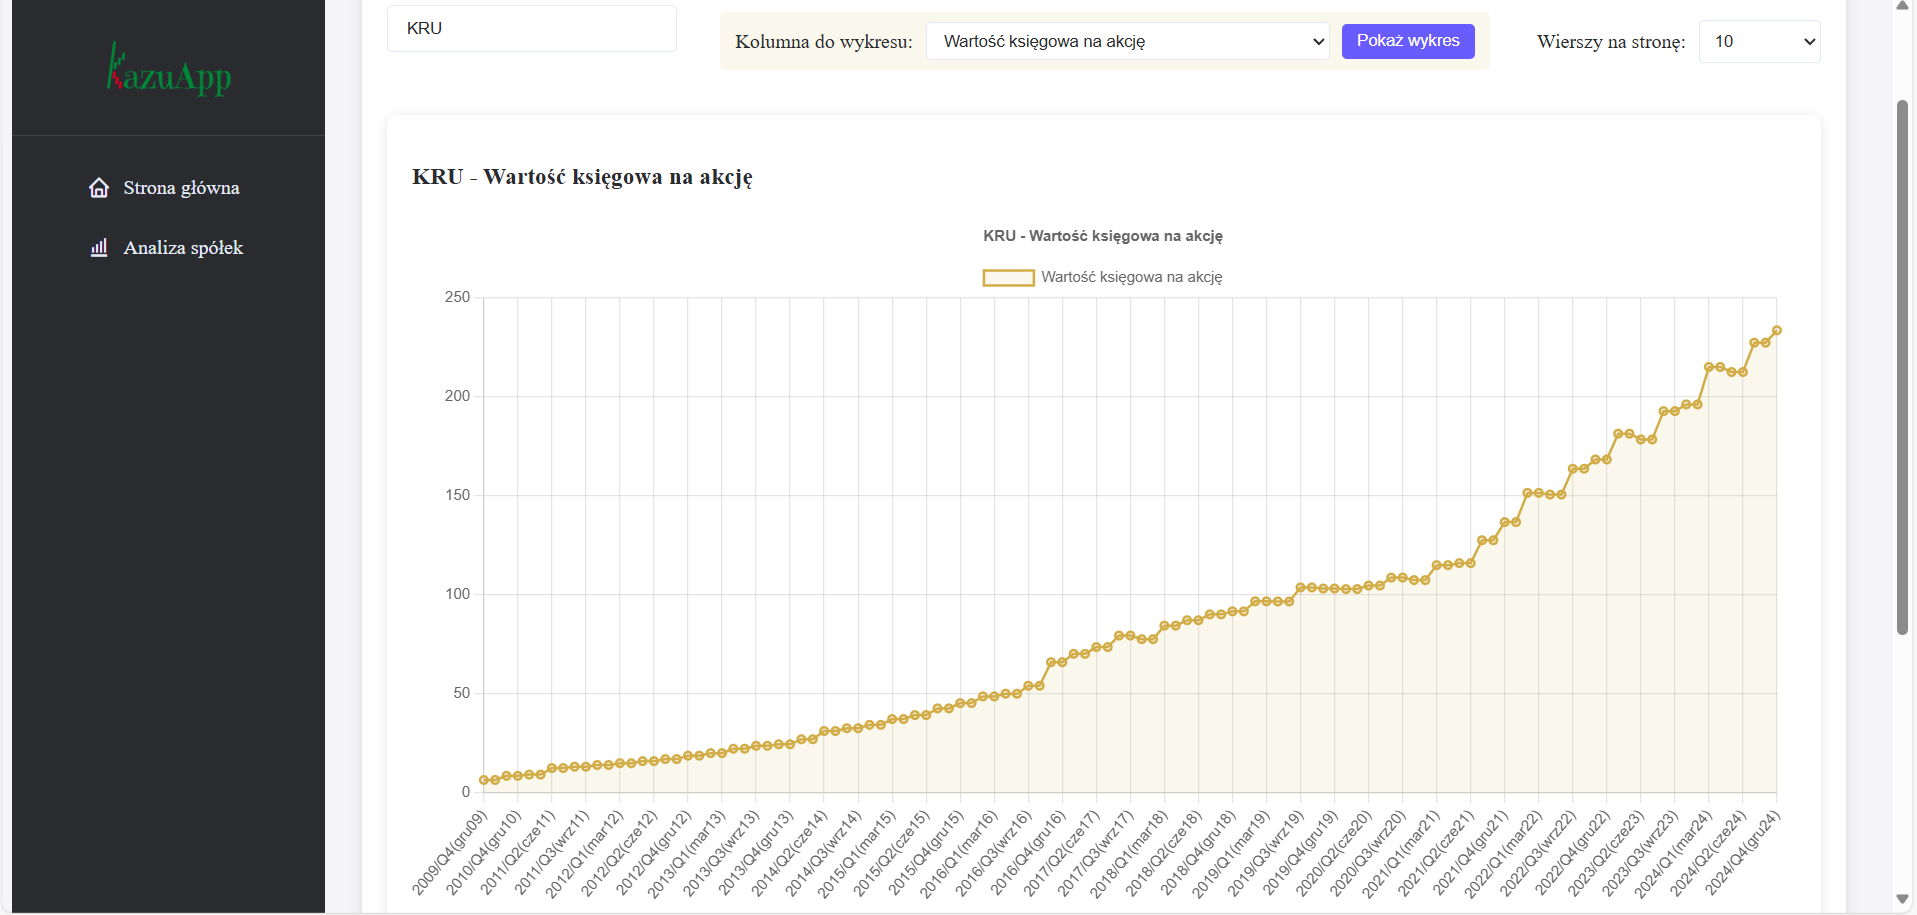 KRU
Kolumna do wykresu:
Wartość księgowa na akcję
Pokaż wykres
Wierszy na stronę:
10
kazuApp
Strona główna
Analiza spółek
KRU - Wartość księgowa na akcję
KRU - Wartość księgowa na akcję
Wartość księgowa na akcję
250
200
150
100
50
0
2009/Q4(gru09)
2010/Q4(gru10)
2011/Q2(cze11)
2011/Q3(wrz11)
2012/Q1(mar12)
2012/Q2(cze12)
2012/Q4(gru12)
2013/Q1(mar13)
2013/Q3(wrz13)
2013/Q4(gru13)
2014/Q2(cze14)
2014/Q3(wrz14)
2015/Q1(mar15)
2015/Q2(cze15)
2015/Q4(gru15)
2016/Q1(mar16)
2016/Q3(wrz16)
2016/Q4(gru16)
2017/Q2(cze17)
2017/Q3(wrz17)
2018/Q1(mar18)
2018/Q2(cze18)
2018/Q4(gru18)
2019/Q1(mar19)
2019/Q3(wrz19)
2019/Q4(gru19)
2020/Q2(cze20)
2020/Q3(wrz20)
2021/Q1(mar21)
2021/Q2(cze21)
2021/Q4(gru21)
2022/Q1(mar22)
2022/Q3(wrz22)
2022/Q4(gru22)
2023/Q2(cze23)
2023/Q3(wrz23)
2024/Q1(mar24)
2024/Q2(cze24)
2024/Q4(gru24)